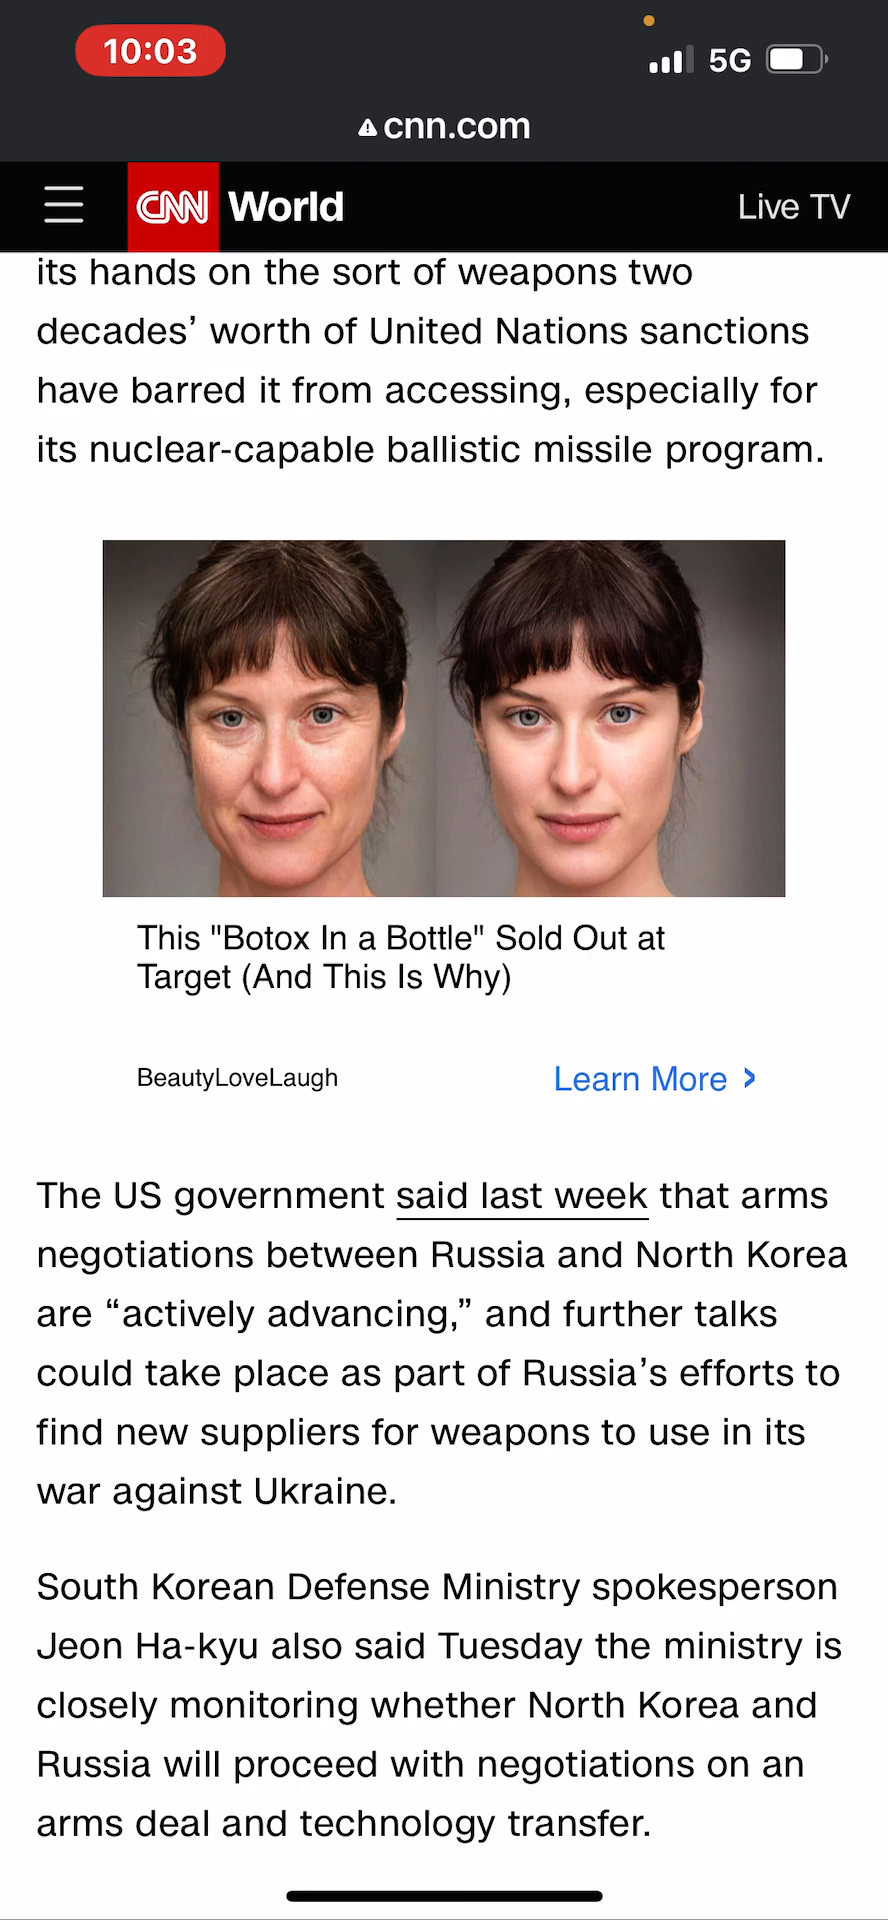 10:03
5G
cnn.com
CNN World
Live TV
its hands on the sort of weapons two
decades’ worth of United Nations sanctions
have barred it from accessing, especially for
its nuclear-capable ballistic missile program.
This "Botox In a Bottle" Sold Out at
Target (And This Is Why)
BeautyLoveLaugh
Learn More
The US government said last week that arms
negotiations between Russia and North Korea
are “actively advancing,” and further talks
could take place as part of Russia’s efforts to
find new suppliers for weapons to use in its
war against Ukraine.
South Korean Defense Ministry spokesperson
Jeon Ha-kyu also said Tuesday the ministry is
closely monitoring whether North Korea and
Russia will proceed with negotiations on an
arms deal and technology transfer.